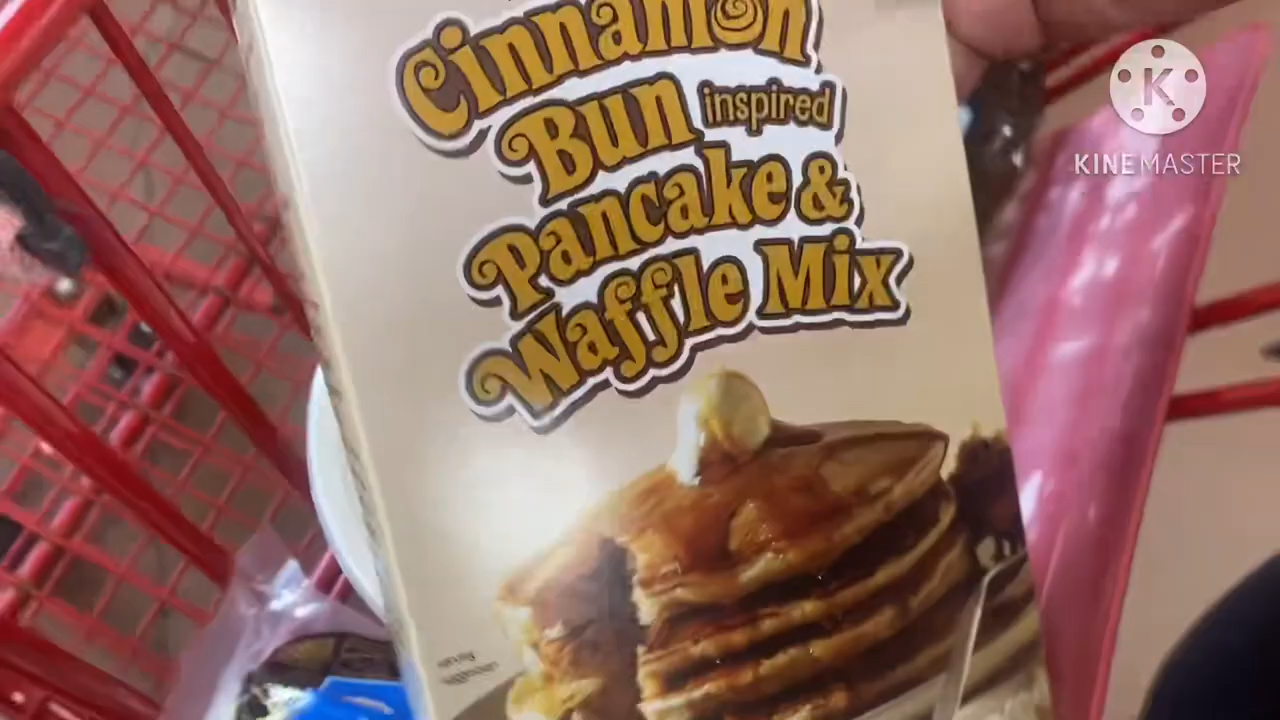 Cinnamon
Bun inspired
Pancake &
Waffle Mix
K
KINEMASTER